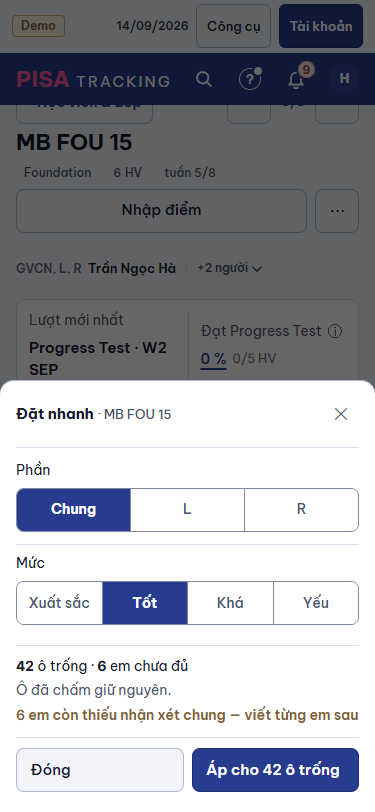 Demo
14/09/2026
Công cụ
Tài khoản
PISA TRACKING
?
9
H
MB FOU 15
Foundation
6 HV
tuần 5/8
Nhập điểm
...
GVCN, L, R Trần Ngọc Hà
+2 người
Lượt mới nhất
Progress Test · W2 SEP
Đạt Progress Test
0 % 0/5 HV
Đặt nhanh · MB FOU 15
Phần
Chung
L
R
Mức
Xuất sắc
Tốt
Khá
Yếu
42 ô trống · 6 em chưa đủ
Ô đã chấm giữ nguyên.
6 em còn thiếu nhận xét chung — viết từng em sau
Đóng
Áp cho 42 ô trống